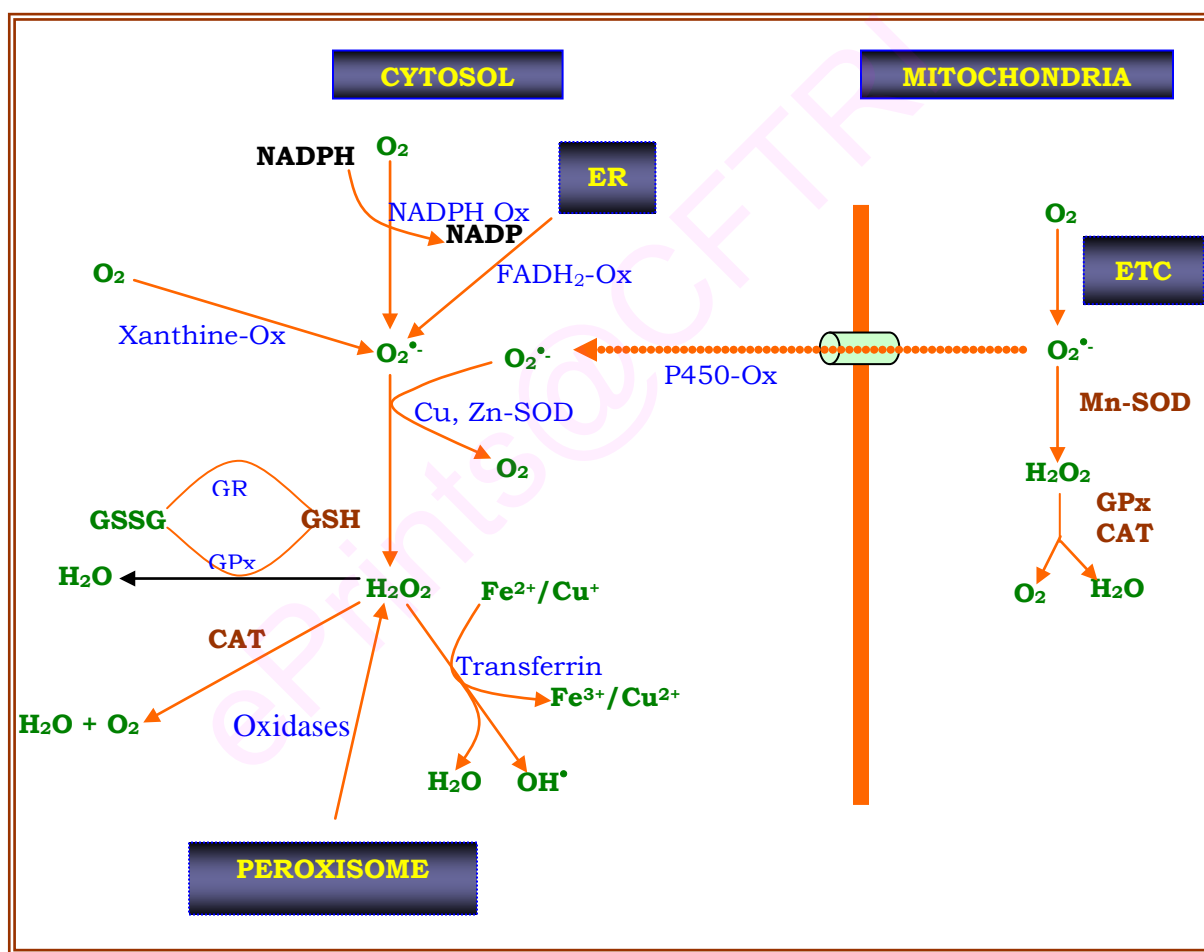 CYTOSOL
MITOCHONDRIA
NADPH
O₂
ER
NADPH Ox
NADP
O₂
ETC
O₂
FADH₂-Ox
Xanthine-Ox
O₂•-
O₂•-
P450-Ox
O₂•-
Cu, Zn-SOD
Mn-SOD
O₂
H₂O₂
GR
GSSG
GSH
GPx
CAT
GPx
H₂O
H₂O₂
Fe²⁺/Cu⁺
O₂
H₂O
CAT
Transferrin
Fe³⁺/Cu²⁺
H₂O + O₂
Oxidases
H₂O
OH•
PEROXISOME
ePrints@CFTRI